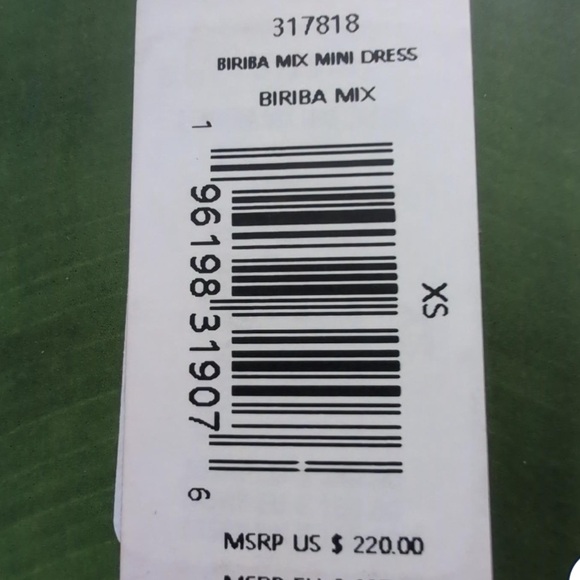 317818
BIRIBA MIX MINI DRESS
BIRIBA MIX
1 96198 31907 6
XS
MSRP US $ 220.00